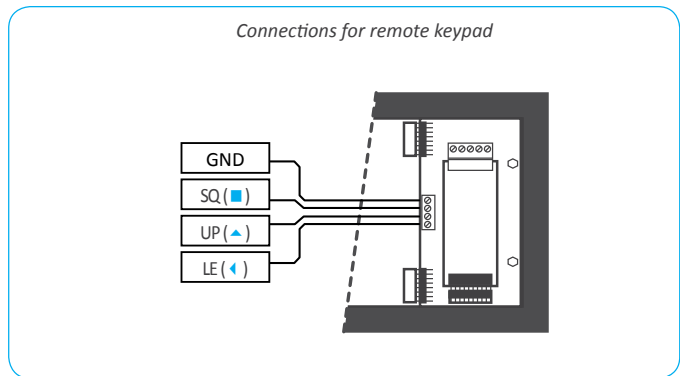 Connections for remote keypad
GND
SQ (■)
UP (▲)
LE (◀)